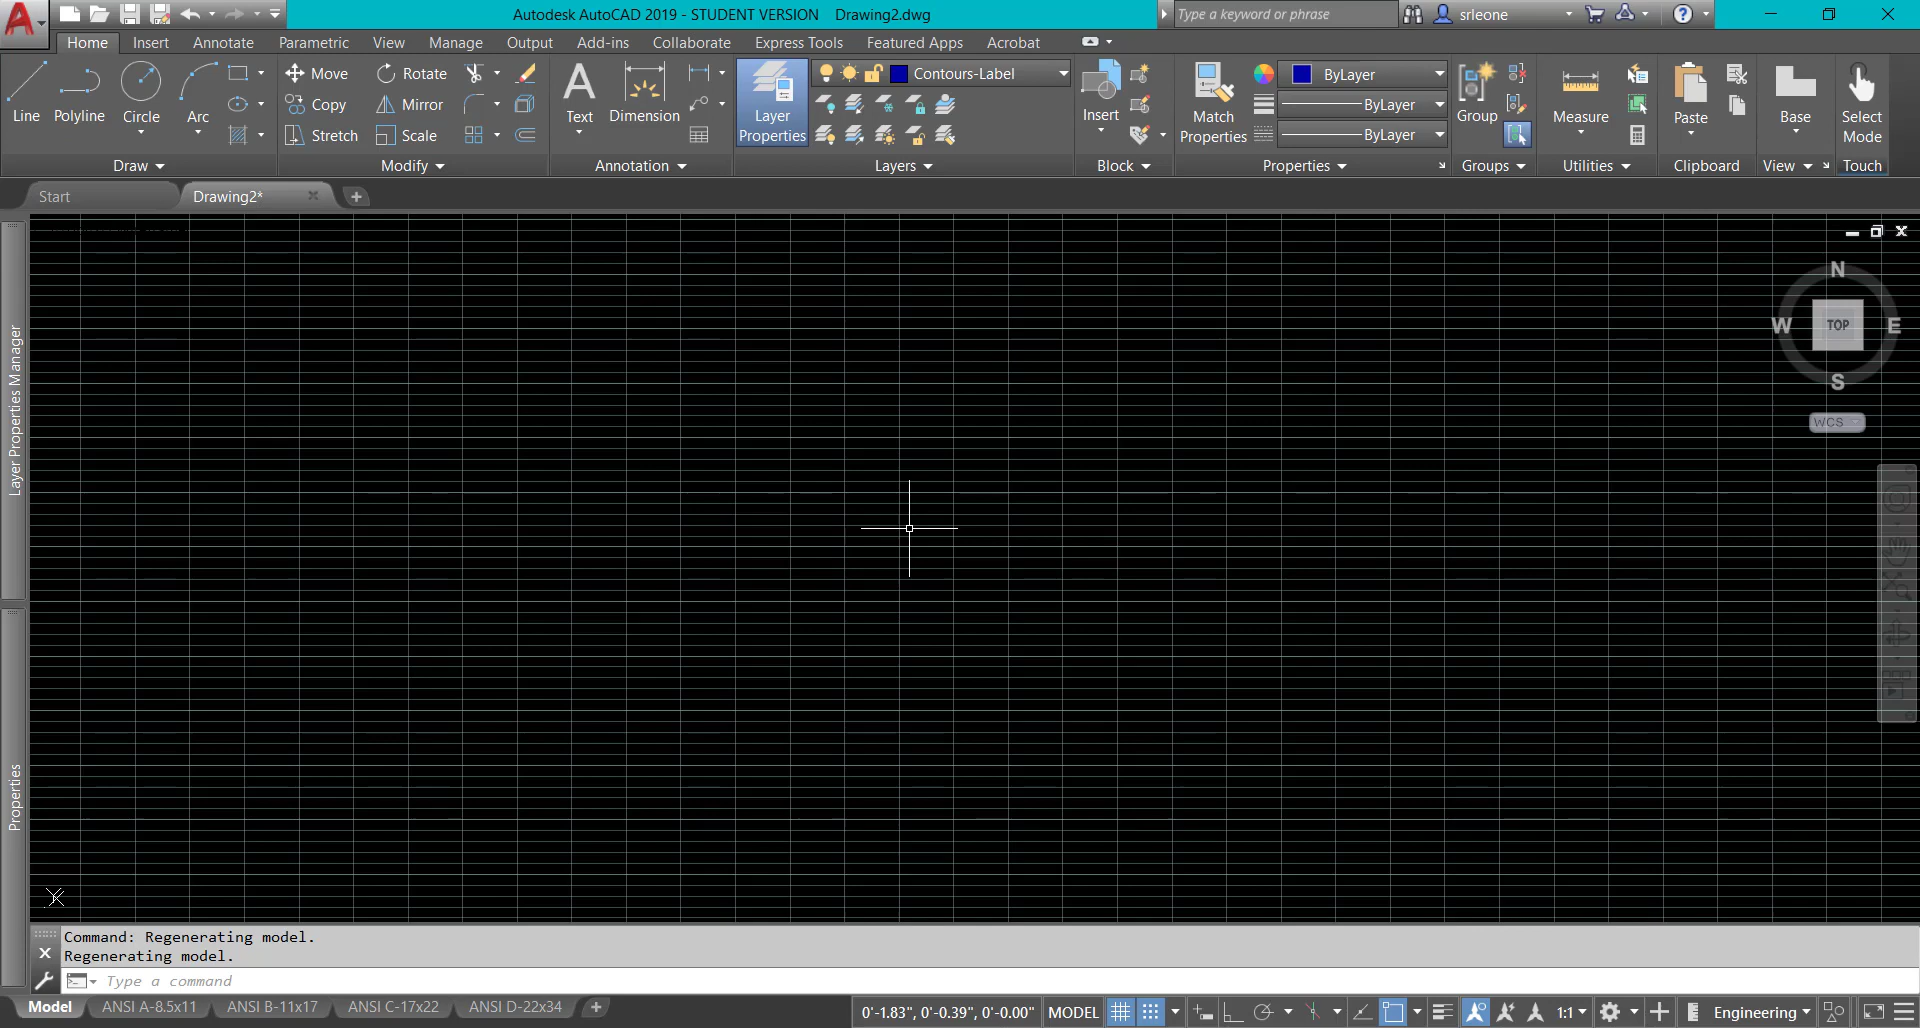 Autodesk AutoCAD 2019 - STUDENT VERSION Drawing2.dwg
Type a keyword or phrase
srleone
Home Insert Annotate Parametric View Manage Output Add-ins Collaborate Express Tools Featured Apps Acrobat
Line Polyline Circle Arc
Draw
Move Rotate
Copy Mirror
Stretch Scale
Modify
Text Dimension
Annotation
Layer Properties
Contours-Label
Layers
Insert
Block
Match Properties
ByLayer
ByLayer
ByLayer
Properties
Group
Groups
Measure
Utilities
Paste
Clipboard
Base
View
Select Mode
Touch
Start Drawing2*
Layer Properties Manager
Properties
N
W TOP E
S
WCS
Command: Regenerating model.
Regenerating model.
Type a command
Model ANSI A-8.5x11 ANSI B-11x17 ANSI C-17x22 ANSI D-22x34
0'-1.83", 0'-0.39", 0'-0.00" MODEL 1:1 Engineering